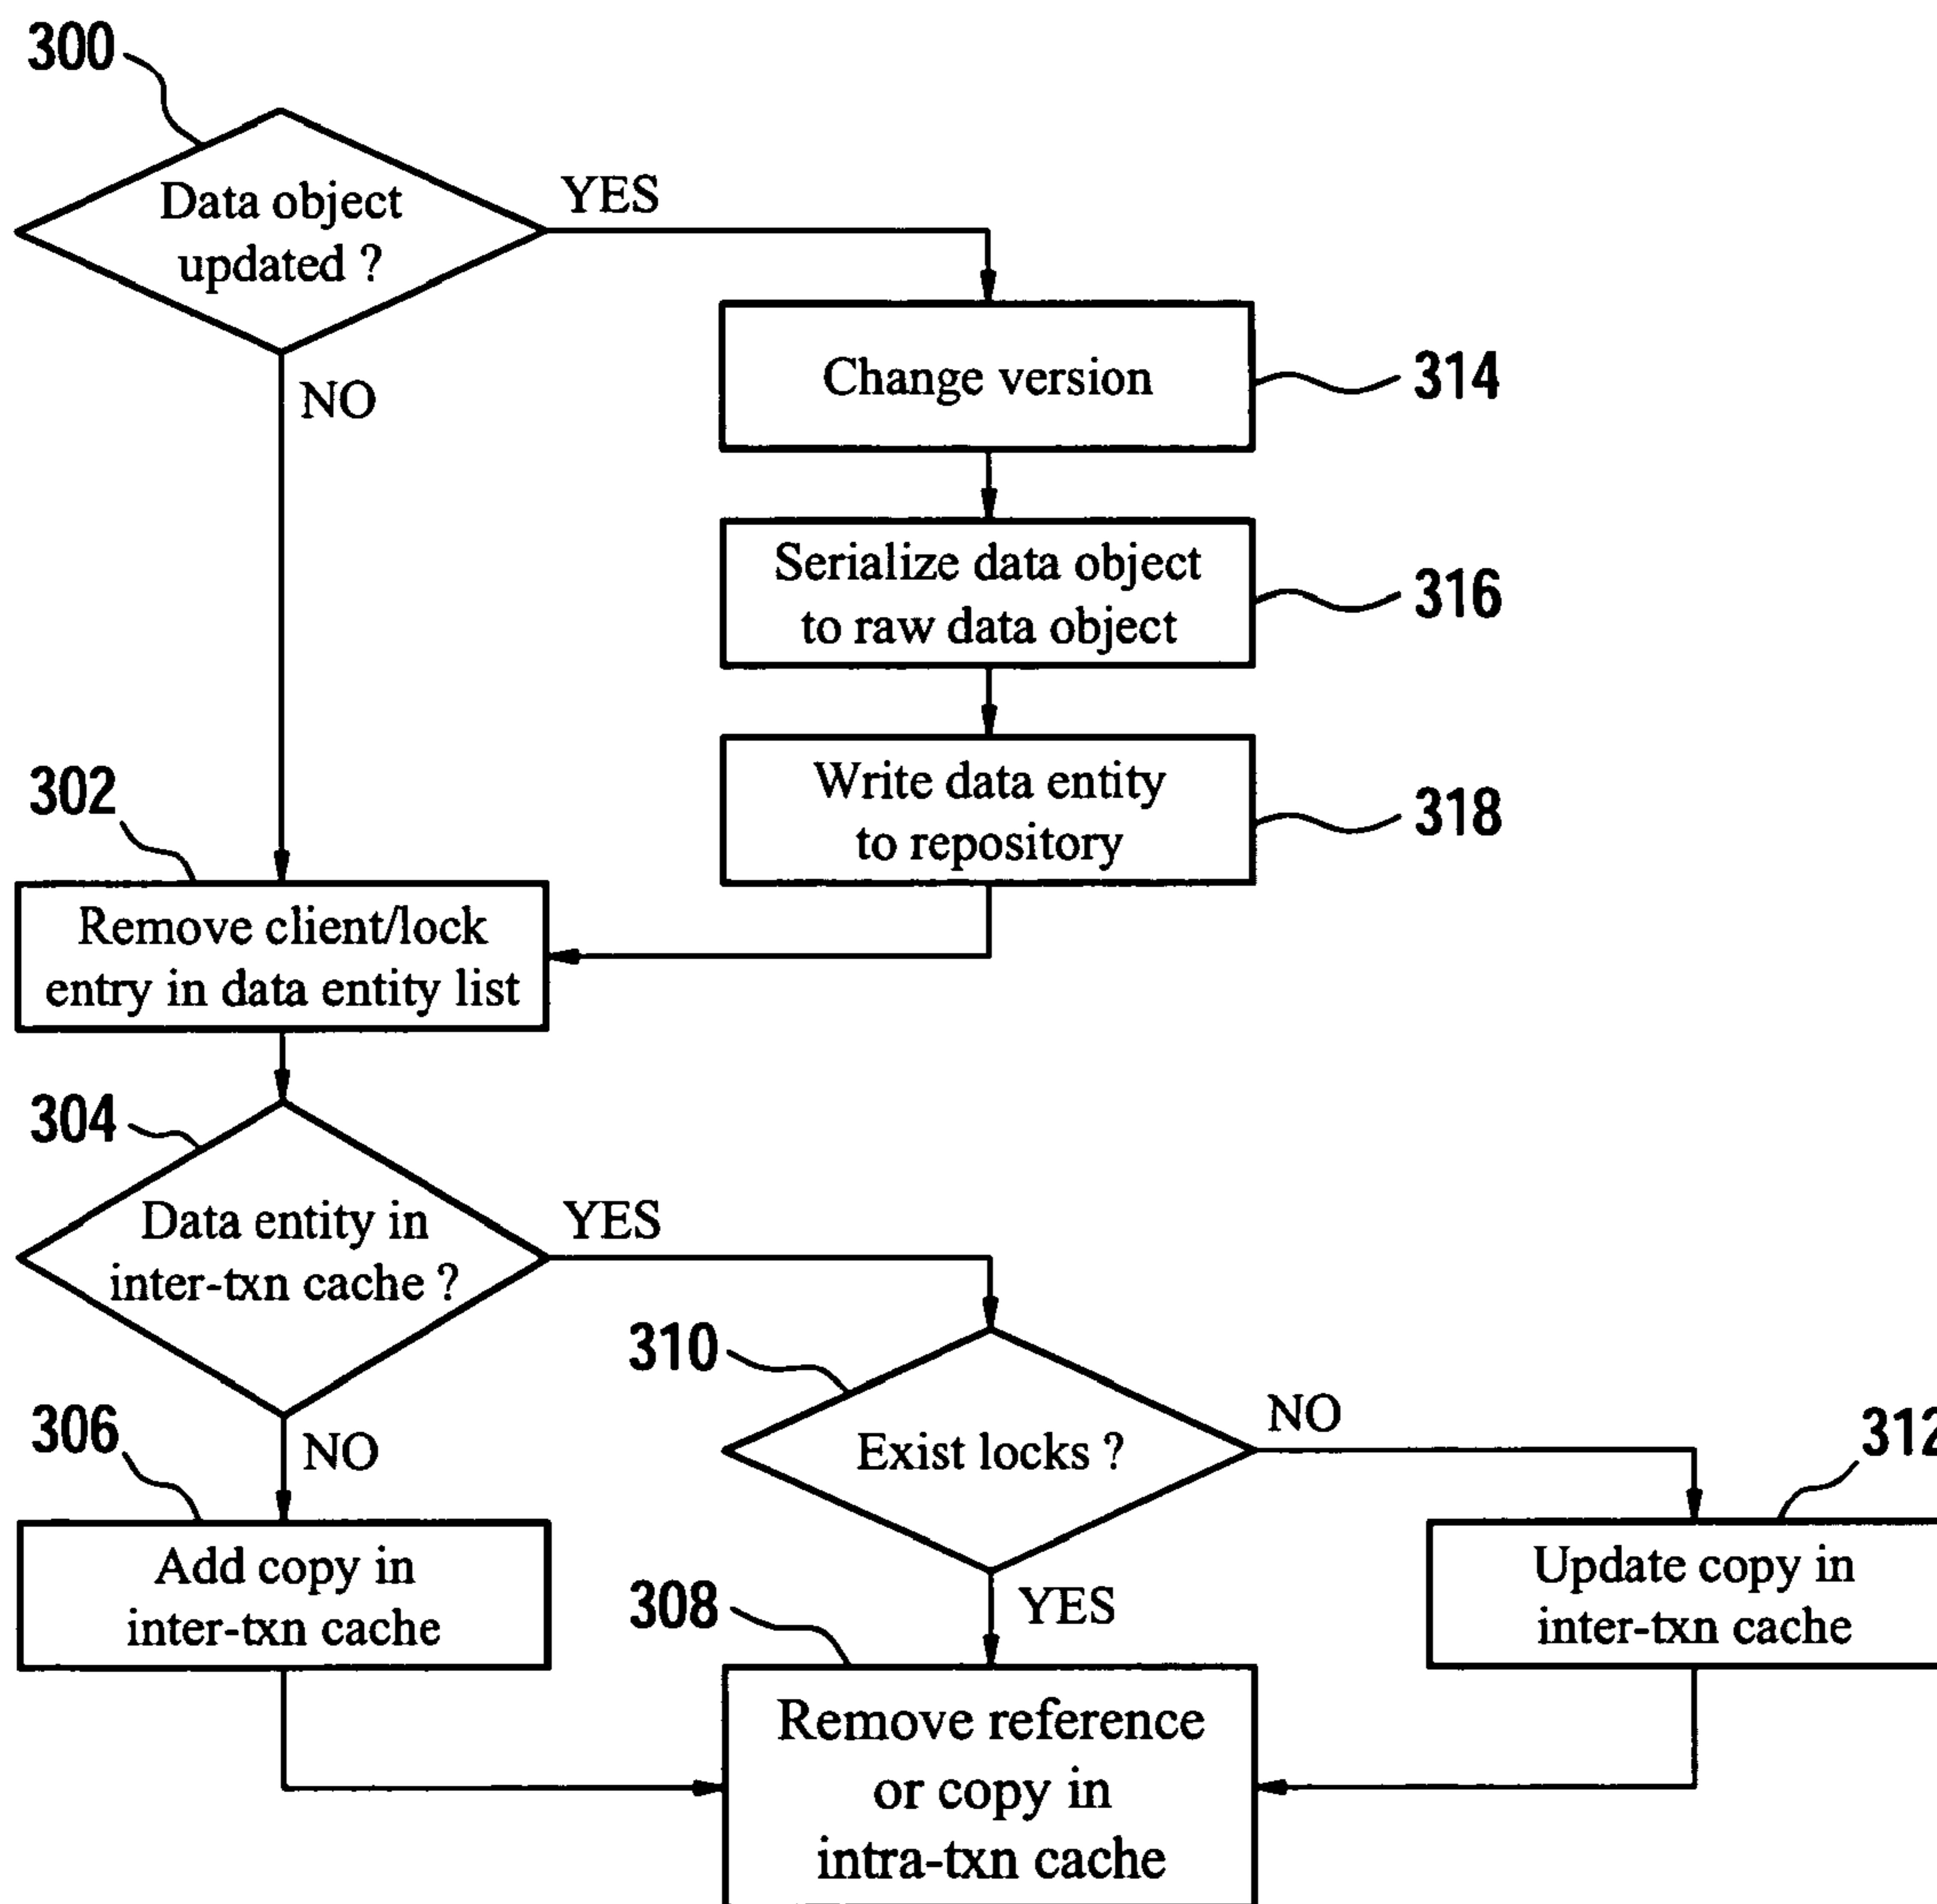 300
Data object
updated ?
YES
NO
Change version
314
Serialize data object
to raw data object
316
Write data entity
to repository
318
302
Remove client/lock
entry in data entity list
304
Data entity in
inter-txn cache ?
YES
NO
310
Exist locks ?
NO
YES
312
306
Add copy in
inter-txn cache
308
Update copy in
inter-txn cache
Remove reference
or copy in
intra-txn cache